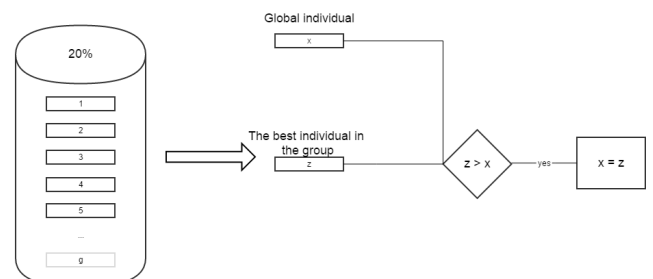 Global individual
x
20%
1
2
3
4
5
...
g
The best individual in
the group
z
z > x
yes
x = z